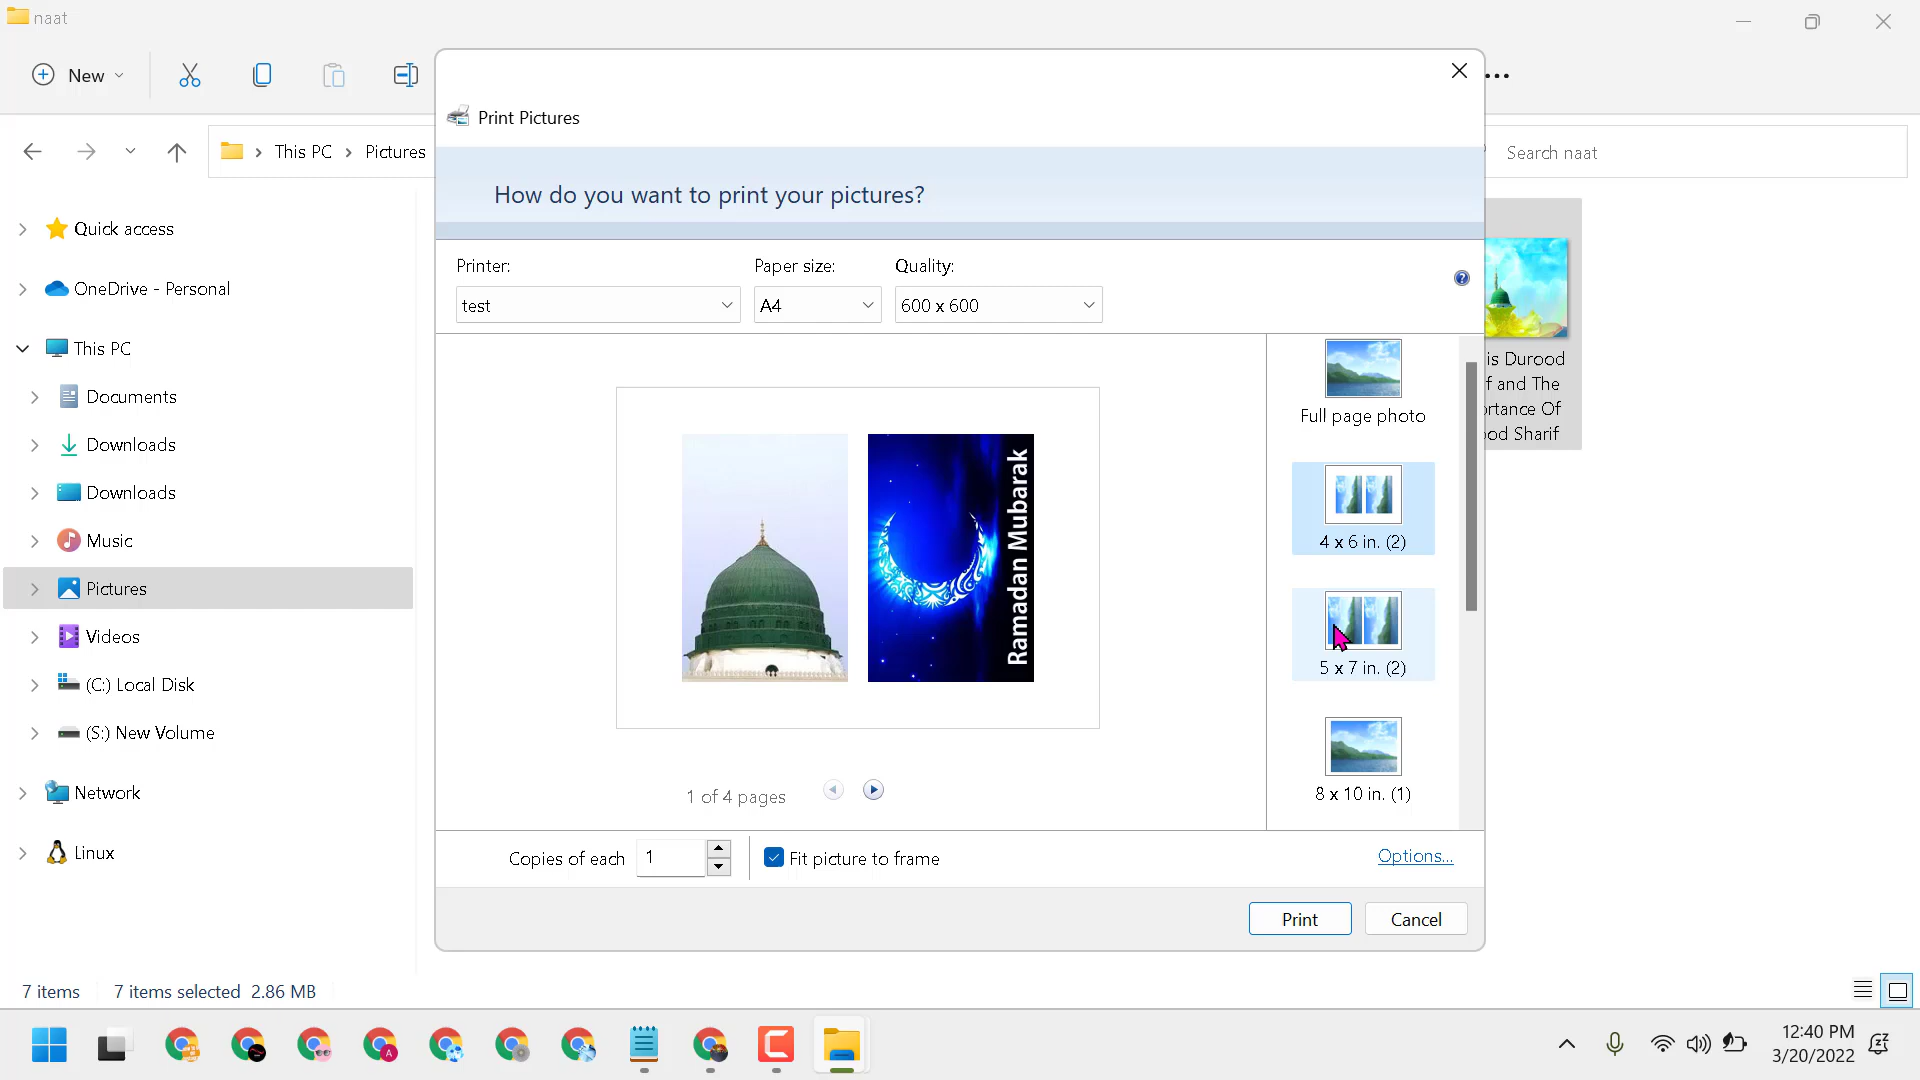 naat
New
This PC
Pictures
Search naat
Quick access
OneDrive - Personal
This PC
Documents
Downloads
Downloads
Music
Pictures
Videos
(C:) Local Disk
(S:) New Volume
Network
Linux
Print Pictures
How do you want to print your pictures?
Printer:
Paper size:
Quality:
test
A4
600 x 600
Ramadan Mubarak
1 of 4 pages
Full page photo
4 x 6 in. (2)
5 x 7 in. (2)
8 x 10 in. (1)
Copies of each
1
Fit picture to frame
Options...
Print
Cancel
is Durood
f and The
ortance Of
ood Sharif
7 items
7 items selected 2.86 MB
A
12:40 PM
3/20/2022